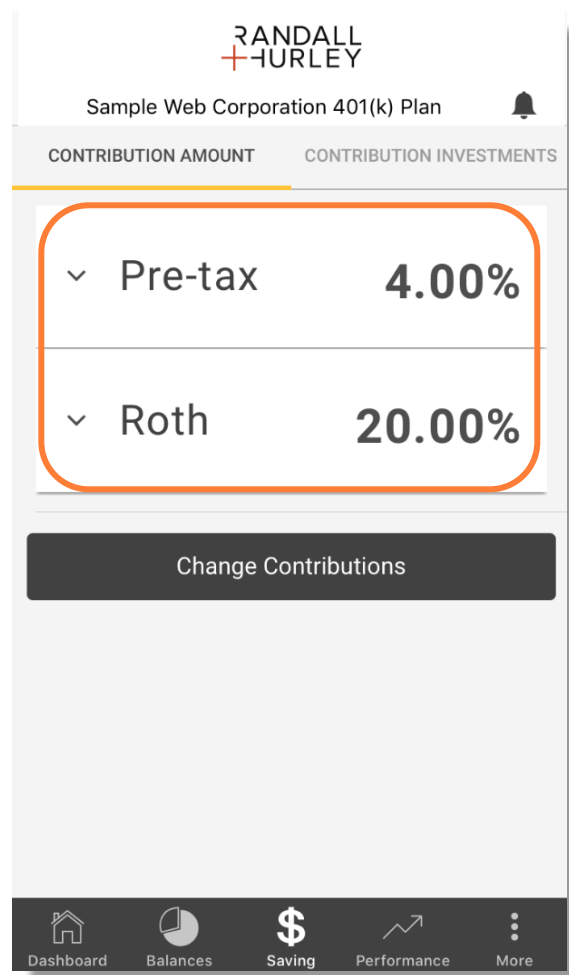 RANDALL
HURLEY
Sample Web Corporation 401(k) Plan
CONTRIBUTION AMOUNT CONTRIBUTION INVESTMENTS
Pre-tax 4.00%
Roth 20.00%
Change Contributions
$
Dashboard Balances Saving Performance More